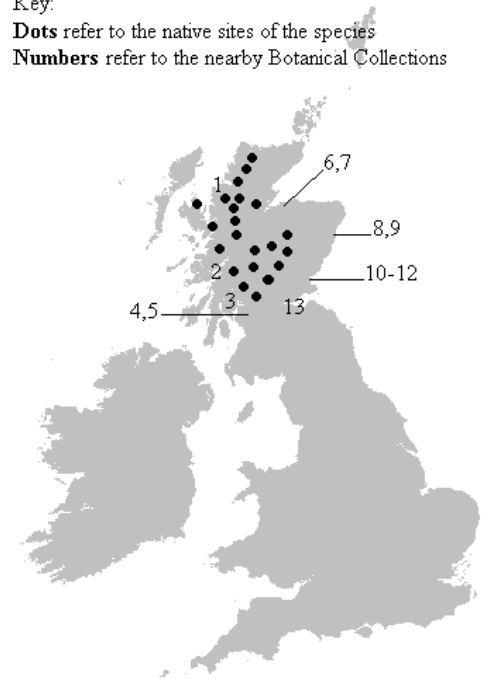 Key:
Dots refer to the native sites of the species
Numbers refer to the nearby Botanical Collections
6,7
1
8,9
2
10-12
3
13
4,5